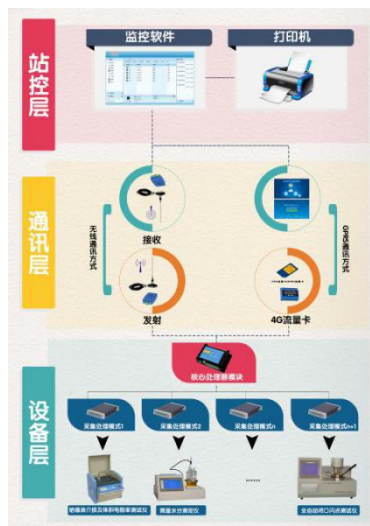 站控层
监控软件
打印机
通讯层
无线通讯方式
接收
发射
GPRS通讯方式
4G流量卡
设备层
核心处理器模块
采集处理模式1
采集处理模式2
采集处理模式n
采集处理模式n+1
绝缘油介损及体积电阻率测试仪
微量水分测定仪
......
全自动闭口闪点测试仪